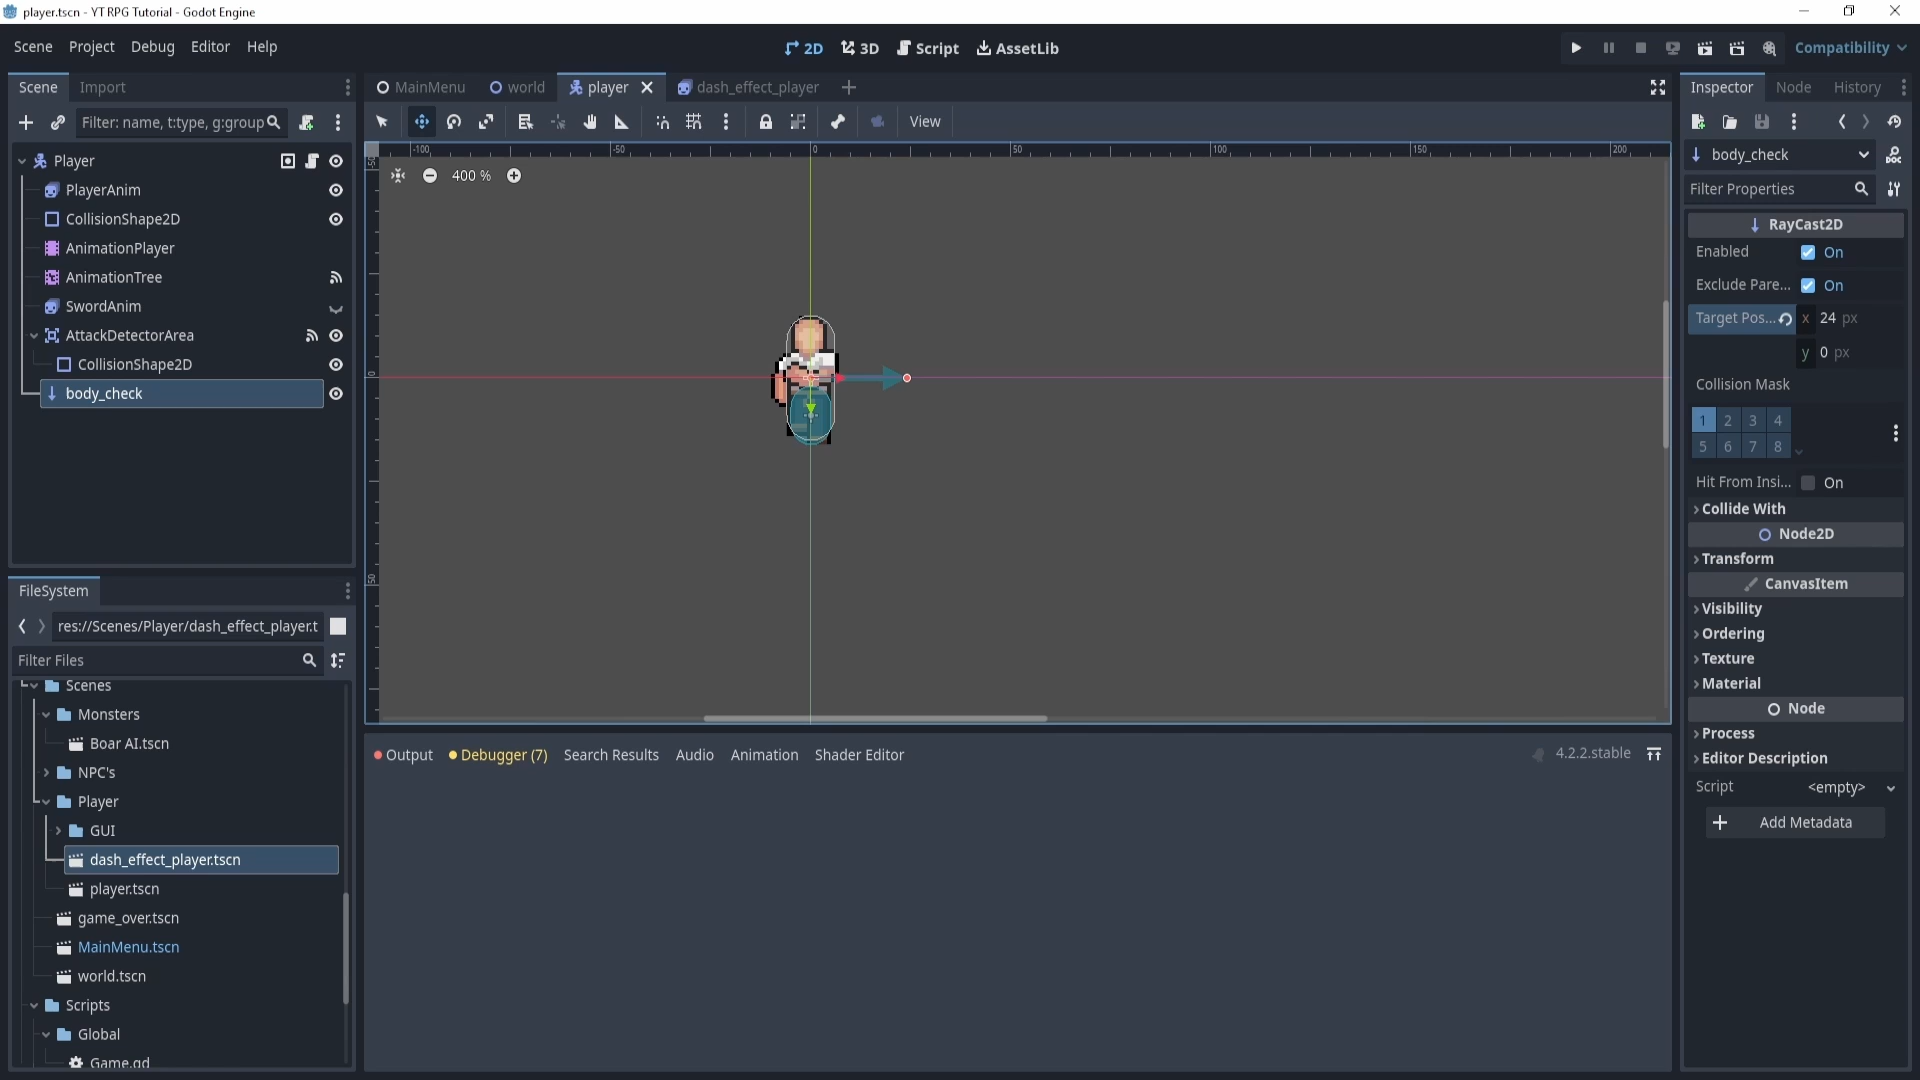 player.tscn - YT RPG Tutorial - Godot Engine
Scene Project Debug Editor Help
2D 3D Script AssetLib
Compatibility
Scene Import
MainMenu world player dash_effect_player
Inspector Node History
Filter: name, t:type, g:group
View
body_check
Filter Properties
Player
PlayerAnim
CollisionShape2D
AnimationPlayer
AnimationTree
SwordAnim
AttackDetectorArea
CollisionShape2D
body_check
-100 -50 0 50 100 150 200
400 %
0
50
RayCast2D
Enabled On
Exclude Pare... On
Target Pos... x 24 px
y 0 px
Collision Mask
1 2 3 4
5 6 7 8
Hit From Insi... On
Collide With
Node2D
Transform
CanvasItem
Visibility
Ordering
Texture
Material
Node
Process
Editor Description
Script <empty>
Add Metadata
FileSystem
res://Scenes/Player/dash_effect_player.t
Filter Files
Scenes
Monsters
Boar AI.tscn
NPC's
Player
GUI
dash_effect_player.tscn
player.tscn
game_over.tscn
MainMenu.tscn
world.tscn
Scripts
Global
Game.gd
Output Debugger (7) Search Results Audio Animation Shader Editor
4.2.2.stable